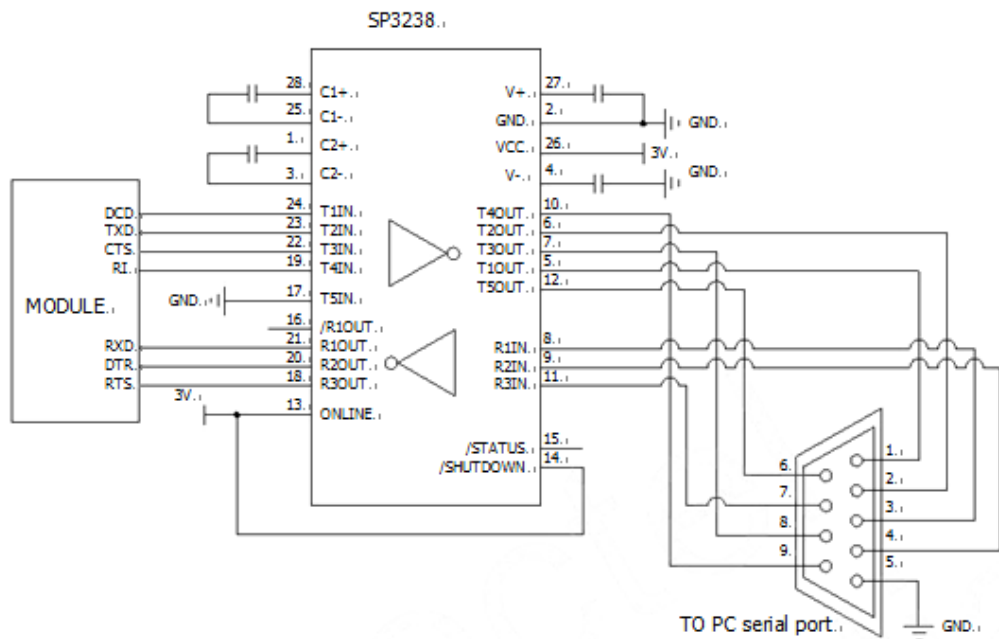 SP3238.
28. C1+. V+. 27.
25. C1-. GND. 2. GND.
1. C2+. VCC. 26. 3V.
3. C2-. V-. 4. GND.
DCD. 24. T1IN. T4OUT. 10.
TXD. 23. T2IN. T2OUT. 6.
CTS. 22. T3IN. T3OUT. 7.
RI. 19. T4IN. T1OUT. 5.
T5OUT. 12.
MODULE. GND. 17. T5IN.
16. /R1OUT.
RXD. 21. R1OUT. R1IN. 8.
DTR. 20. R2OUT. R2IN. 9.
RTS. 18. R3OUT. R3IN. 11.
3V. 13. ONLINE.
/STATUS. 15.
/SHUTDOWN. 14.
1.
6.
2.
7.
3.
8.
4.
9.
5.
TO PC serial port. GND.